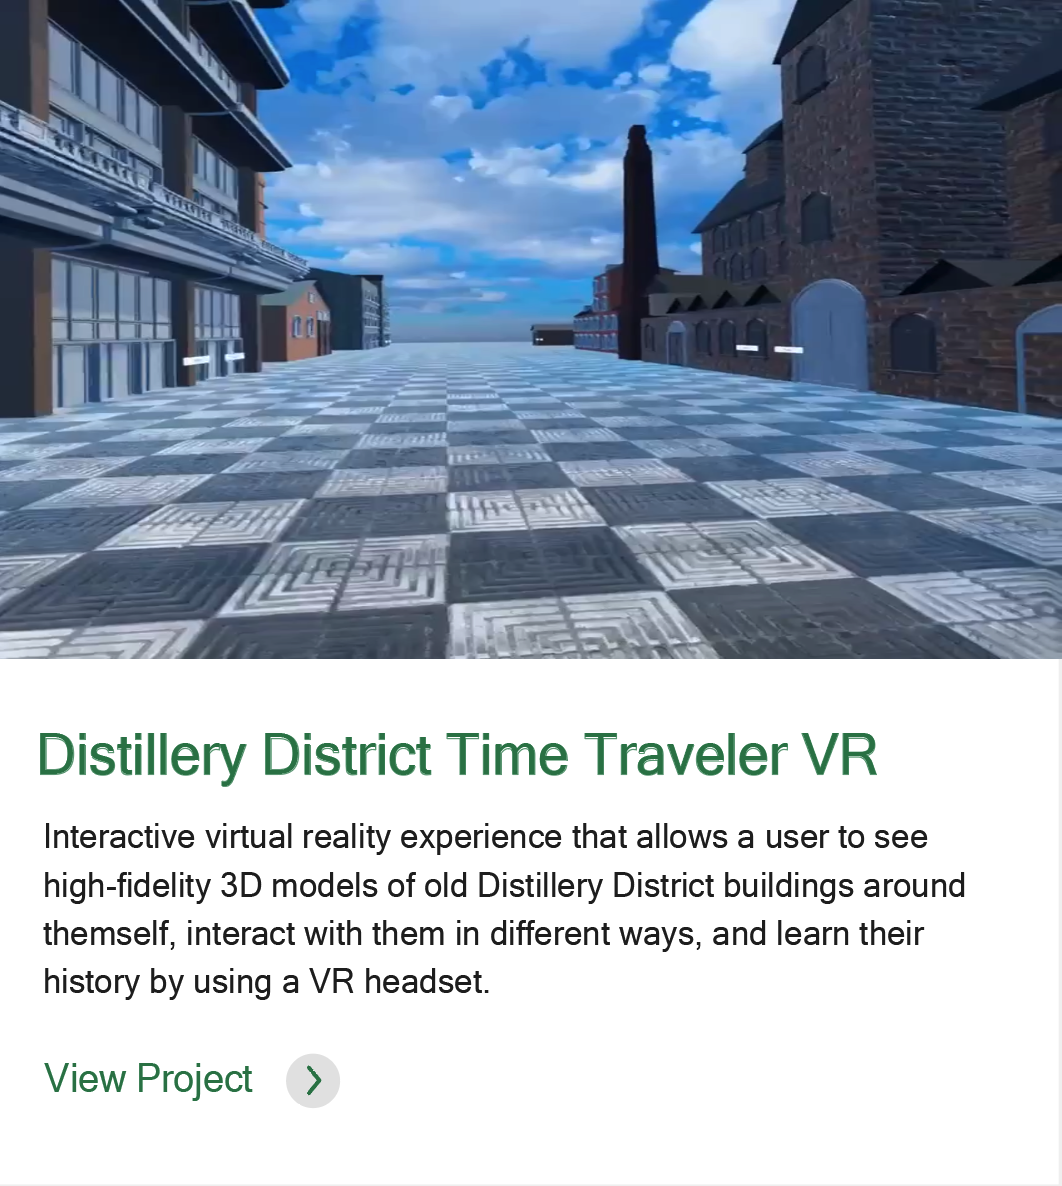 Distillery District Time Traveler VR
Interactive virtual reality experience that allows a user to see
high-fidelity 3D models of old Distillery District buildings around
themself, interact with them in different ways, and learn their
history by using a VR headset.
View Project